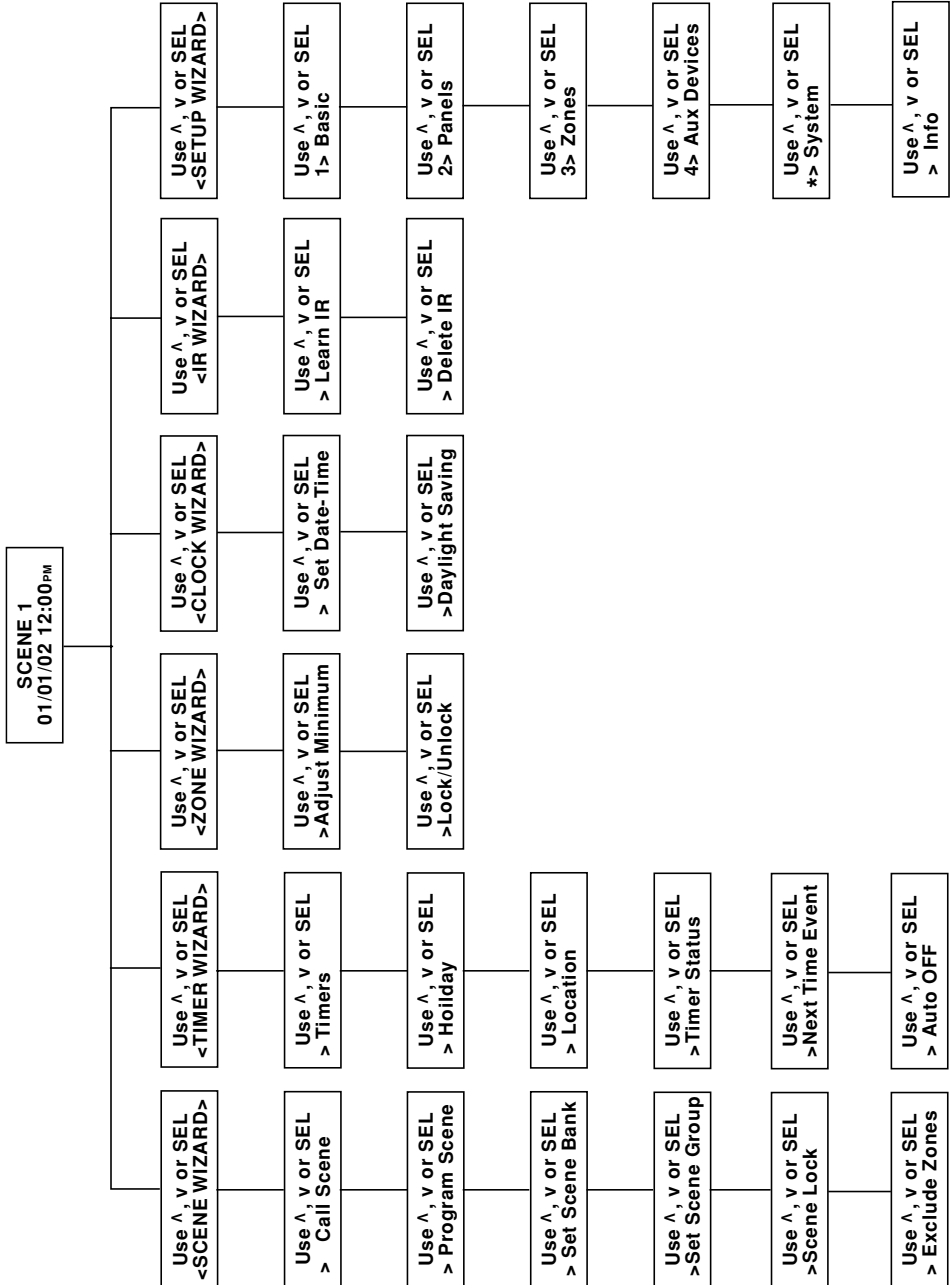 SCENE 1
01/01/02 12:00PM
Use ^, v or SEL
<SCENE WIZARD>
Use ^, v or SEL
> Call Scene
Use ^, v or SEL
> Program Scene
Use ^, v or SEL
> Set Scene Bank
Use ^, v or SEL
>Set Scene Group
Use ^, v or SEL
>Scene Lock
Use ^, v or SEL
> Exclude Zones
Use ^, v or SEL
<TIMER WIZARD>
Use ^, v or SEL
> Timers
Use ^, v or SEL
> Hoilday
Use ^, v or SEL
> Location
Use ^, v or SEL
>Timer Status
Use ^, v or SEL
>Next Time Event
Use ^, v or SEL
> Auto OFF
Use ^, v or SEL
<ZONE WIZARD>
Use ^, v or SEL
>Adjust Minimum
Use ^, v or SEL
>Lock/Unlock
Use ^, v or SEL
<CLOCK WIZARD>
Use ^, v or SEL
> Set Date-Time
Use ^, v or SEL
>Daylight Saving
Use ^, v or SEL
<IR WIZARD>
Use ^, v or SEL
> Learn IR
Use ^, v or SEL
> Delete IR
Use ^, v or SEL
<SETUP WIZARD>
Use ^, v or SEL
1> Basic
Use ^, v or SEL
2> Panels
Use ^, v or SEL
3> Zones
Use ^, v or SEL
4> Aux Devices
Use ^, v or SEL
*> System
Use ^, v or SEL
> Info